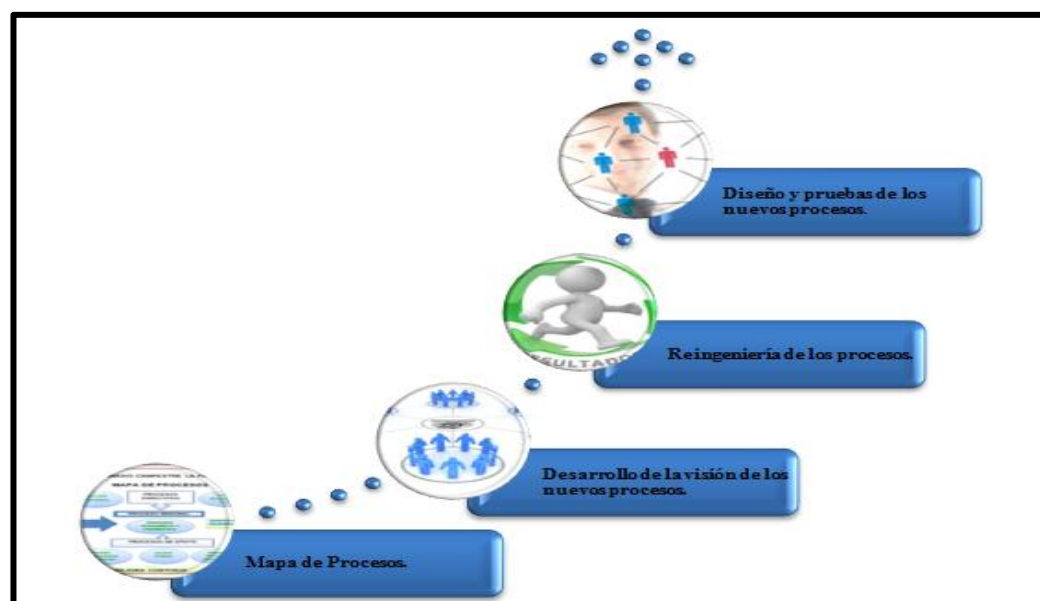 Diseño y pruebas de los
nuevos procesos.
Reingeniería de los procesos.
Desarrollo de la visión de los
nuevos procesos.
Mapa de Procesos.
MAPA DE PROCESOS
PROCESOS